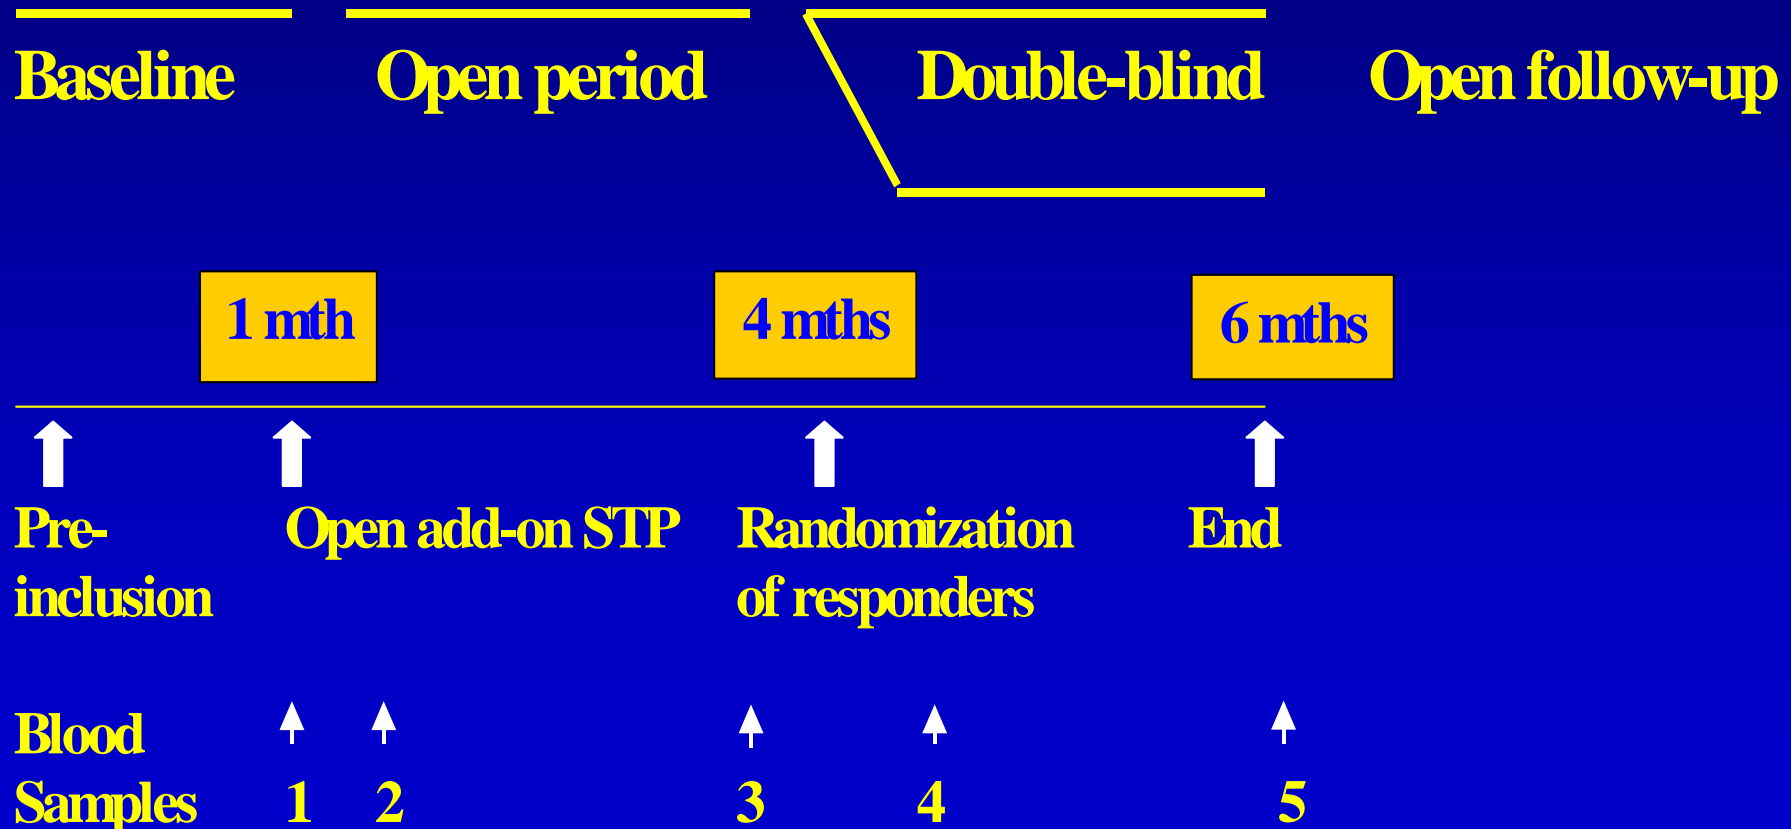 Baseline Open period Double-blind Open follow-up
1 mth 4 mths 6 mths
Pre- Open add-on STP Randomization End
inclusion of responders
Blood
Samples 1 2 3 4 5